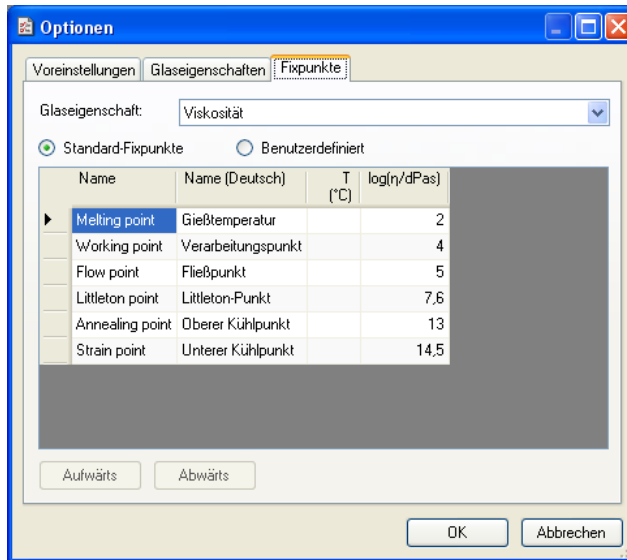 Optionen
Voreinstellungen Glaseigenschaften Fixpunkte
Glaseigenschaft: Viskosität
Standard-Fixpunkte Benutzerdefiniert
Name Name (Deutsch) T (°C) log(η/dPas)
Melting point Gießtemperatur 2
Working point Verarbeitungspunkt 4
Flow point Fließpunkt 5
Littleton point Littleton-Punkt 7,6
Annealing point Oberer Kühlpunkt 13
Strain point Unterer Kühlpunkt 14,5
Aufwärts Abwärts
OK Abbrechen